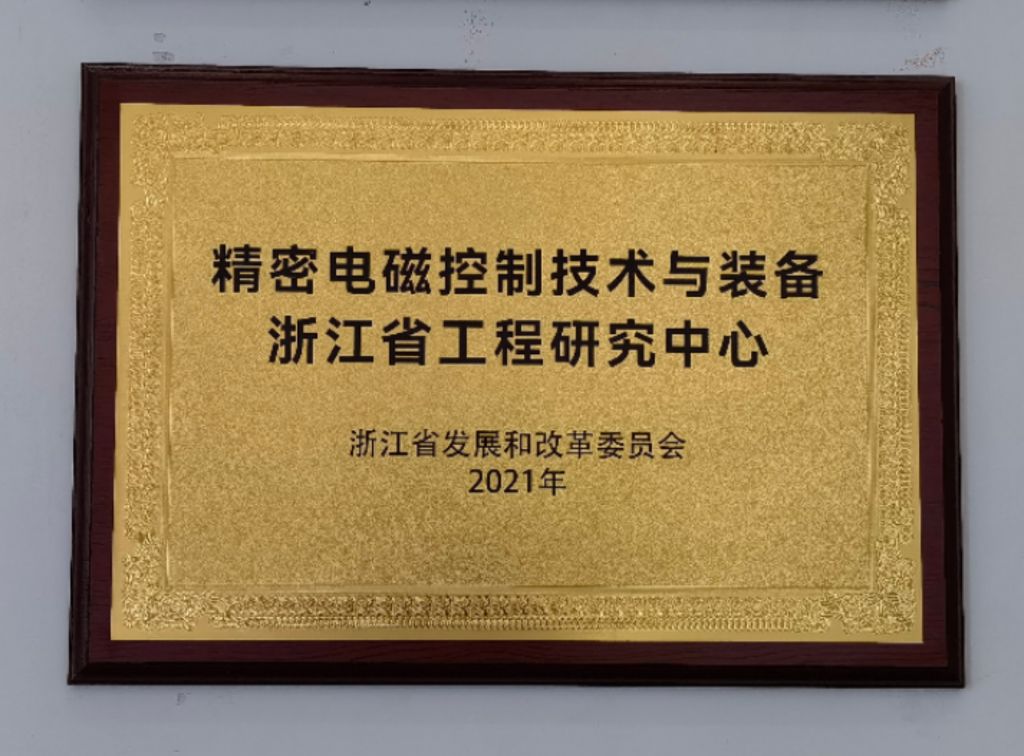 精密电磁控制技术与装备
浙江省工程研究中心
浙江省发展和改革委员会
2021年